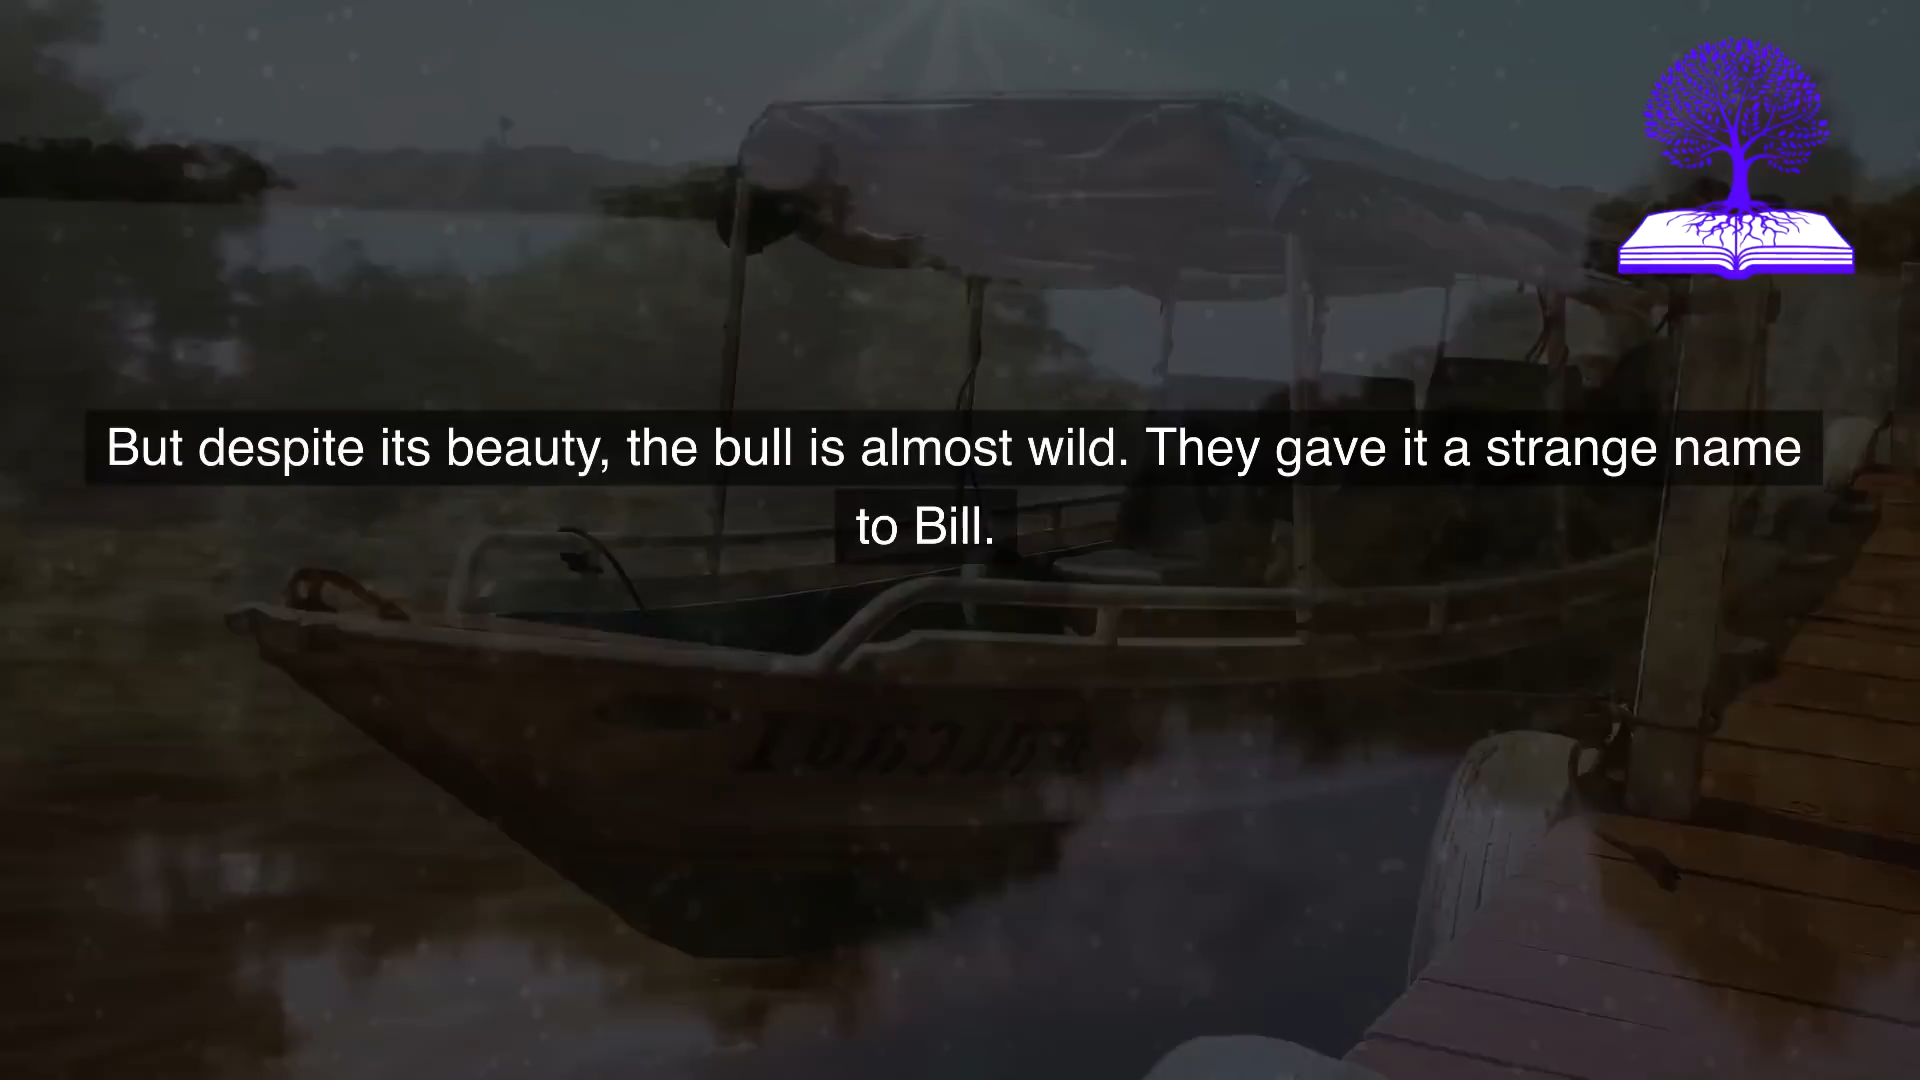 But despite its beauty, the bull is almost wild. They gave it a strange name
to Bill.